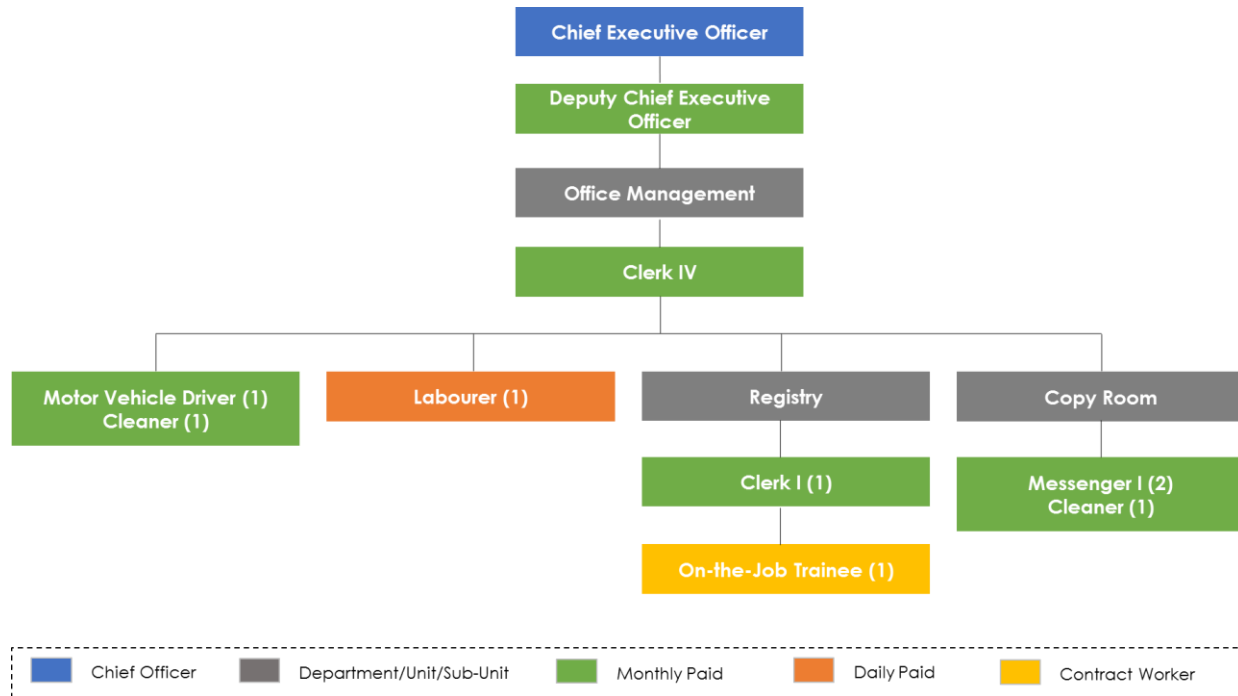 Chief Executive Officer
Deputy Chief Executive
Officer
Office Management
Clerk IV
Motor Vehicle Driver (1)
Cleaner (1)
Labourer (1)
Registry
Copy Room
Clerk I (1)
Messenger I (2)
Cleaner (1)
On-the-Job Trainee (1)
Chief Officer
Department/Unit/Sub-Unit
Monthly Paid
Daily Paid
Contract Worker